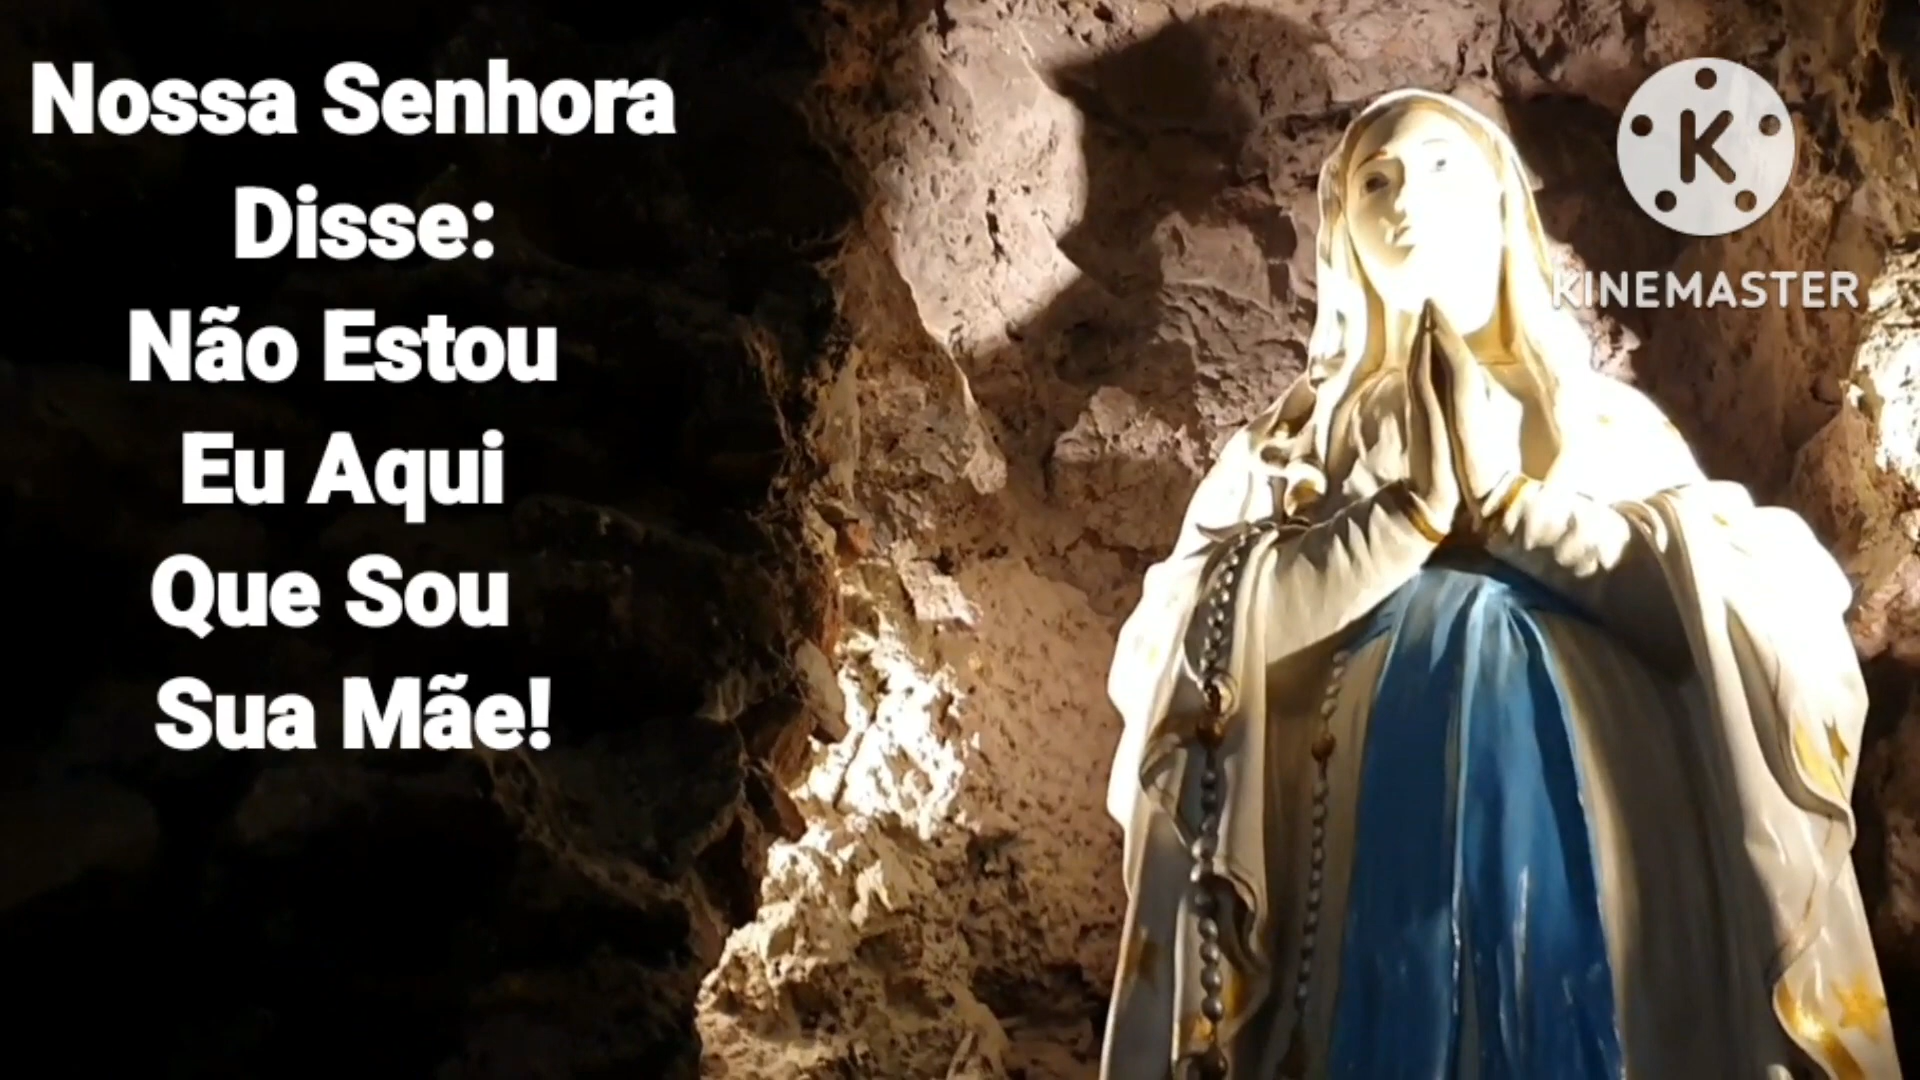 Nossa Senhora
Disse:
Não Estou
Eu Aqui
Que Sou
Sua Mãe!
K
KINEMASTER